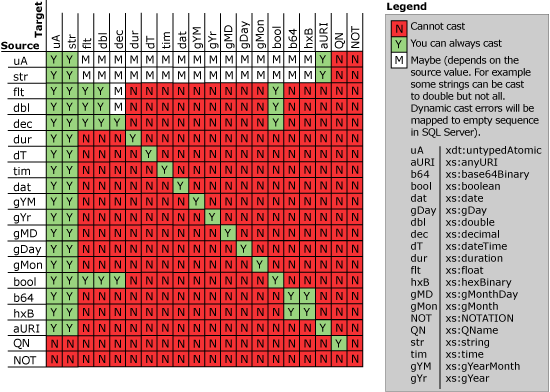 Target
Source uA str flt dbl dec dur dT tim dat gYM gYr gMD gDay gMon bool b64 hxB aURI QN NOT
uA Y Y M M M M M M M M M M M M M M M Y N N
str Y Y M M M M M M M M M M M M M M M Y N N
flt Y Y Y Y M N N N N N N N N N Y N N N N N
dbl Y Y Y Y M N N N N N N N N N Y N N N N N
dec Y Y Y Y Y N N N N N N N N N Y N N N N N
dur Y Y N N N Y N N N N N N N N N N N N N N
dT Y Y N N N N Y N N N N N N N N N N N N N
tim Y Y N N N N N Y N N N N N N N N N N N N
dat Y Y N N N N N N Y N N N N N N N N N N N
gYM Y Y N N N N N N N Y N N N N N N N N N N
gYr Y Y N N N N N N N N Y N N N N N N N N N
gMD Y Y N N N N N N N N N Y N N N N N N N N
gDay Y Y N N N N N N N N N N Y N N N N N N N
gMon Y Y N N N N N N N N N N N Y N N N N N N
bool Y Y Y Y Y N N N N N N N N N Y N N N N N
b64 Y Y N N N N N N N N N N N N N Y Y N N N
hxB Y Y N N N N N N N N N N N N N Y Y N N N
aURI Y Y N N N N N N N N N N N N N N N Y N N
QN N N N N N N N N N N N N N N N N N N Y N
NOT N N N N N N N N N N N N N N N N N N N N
Legend
N Cannot cast
Y You can always cast
M Maybe (depends on
the source value. For example
some strings can be cast
to double but not all.
Dynamic cast errors will be
mapped to empty sequence
in SQL Server).
uA xdt:untypedAtomic
aURI xs:anyURI
b64 xs:base64Binary
bool xs:boolean
dat xs:date
gDay xs:gDay
dbl xs:double
dec xs:decimal
dT xs:dateTime
dur xs:duration
flt xs:float
hxB xs:hexBinary
gMD xs:gMonthDay
gMon xs:gMonth
NOT xs:NOTATION
QN xs:QName
str xs:string
tim xs:time
gYM xs:gYearMonth
gYr xs:gYear